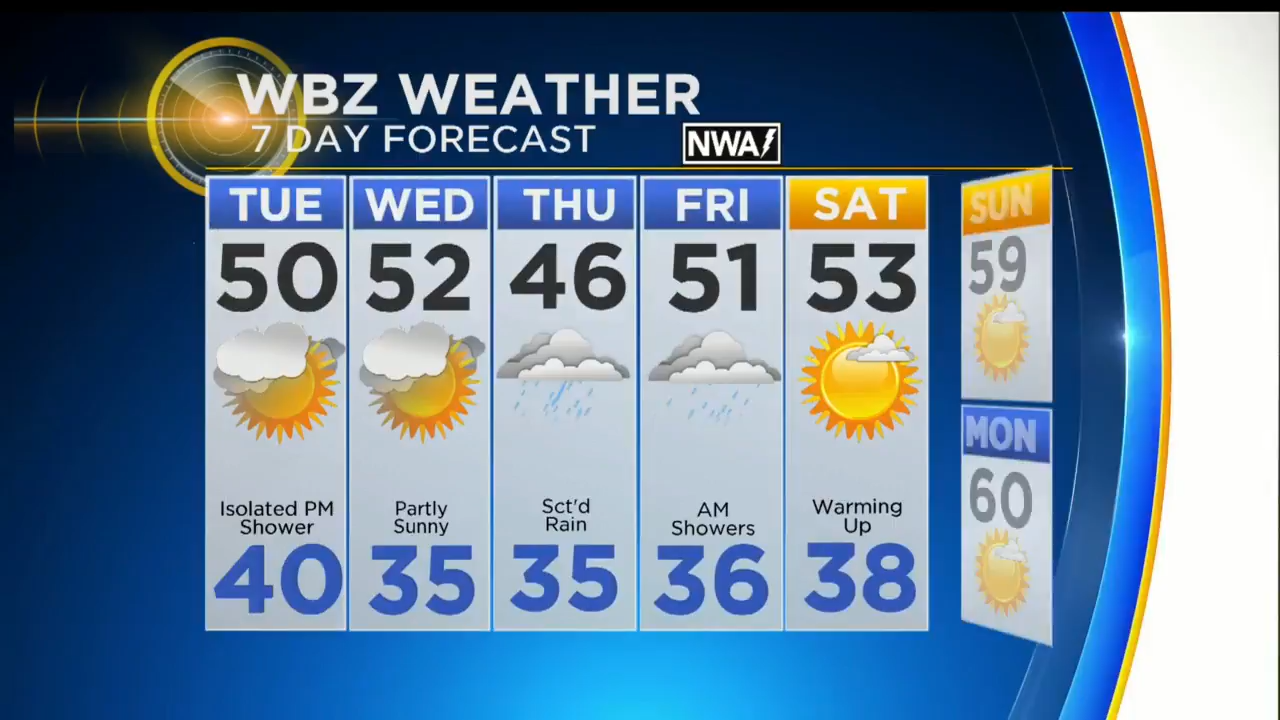 WBZ WEATHER
7 DAY FORECAST
NWA
TUE
50
Isolated PM
Shower
40
WED
52
Partly
Sunny
35
THU
46
Sct'd
Rain
35
FRI
51
AM
Showers
36
SAT
53
Warming
Up
38
SUN
59
MON
60